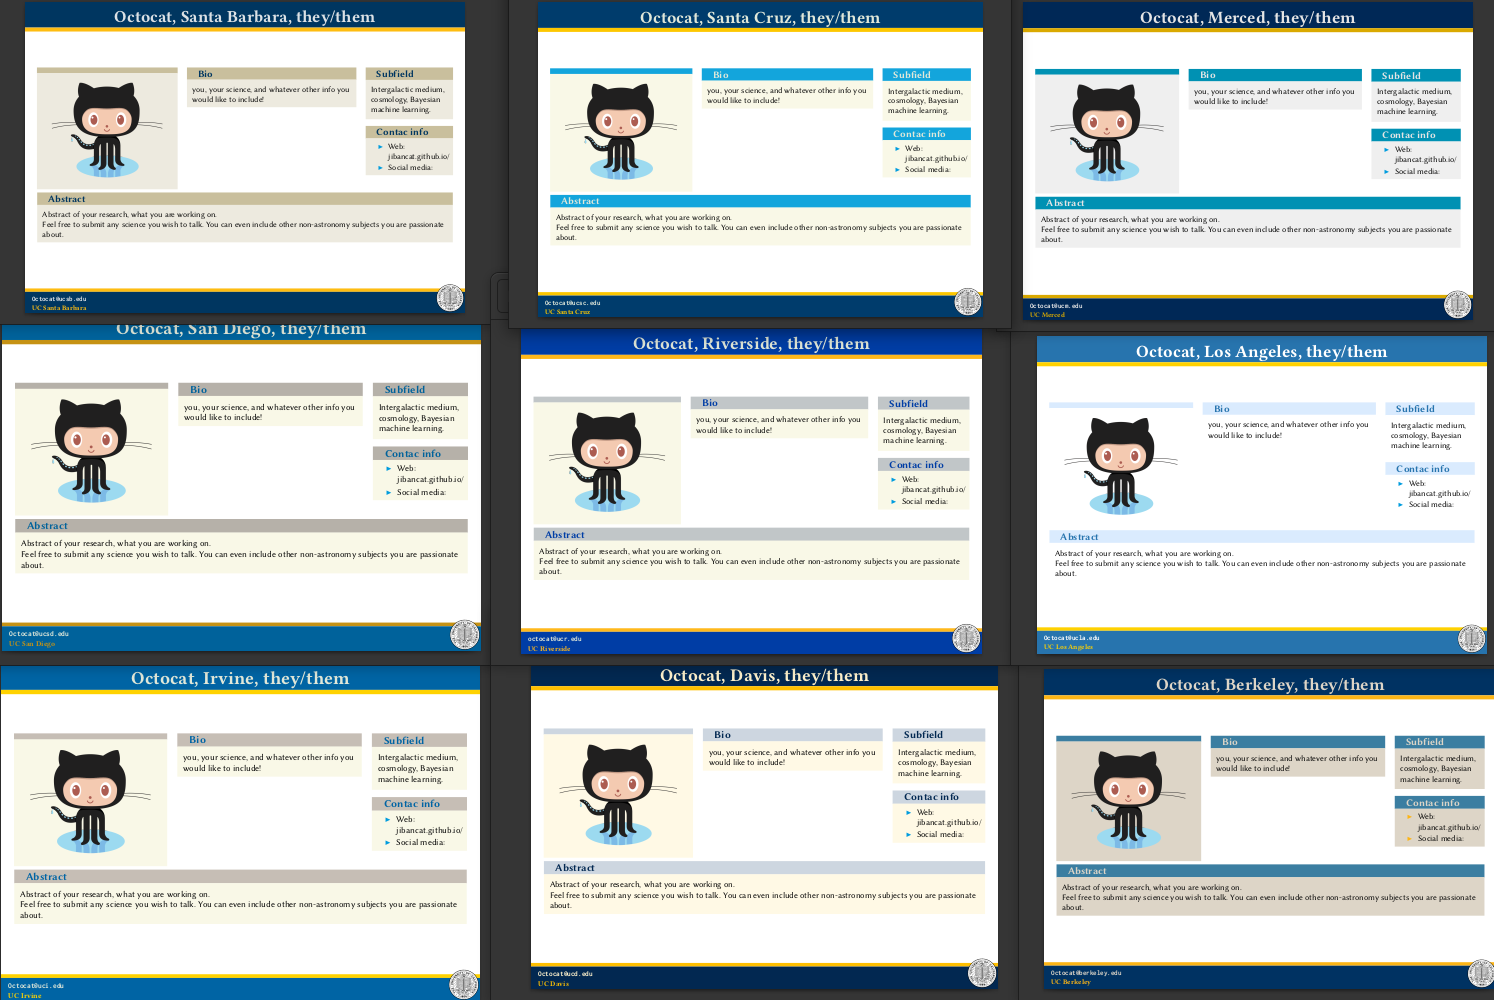 Octocat, Santa Barbara, they/them
Bio
you, your science, and whatever other info you
would like to include!
Subfield
Intergalactic medium,
cosmology, Bayesian
machine learning.
Contac info
► Web:
jibancat.github.io/
► Social media:
Abstract
Abstract of your research, what you are working on.
Feel free to submit any science you wish to talk. You can even include other non-astronomy subjects you are passionate
about.
Octocat@ucsb.edu
UC Santa Barbara
Octocat, Santa Cruz, they/them
Bio
you, your science, and whatever other info you
would like to include!
Subfield
Intergalactic medium,
cosmology, Bayesian
machine learning.
Contac info
► Web:
jibancat.github.io/
► Social media:
Abstract
Abstract of your research, what you are working on.
Feel free to submit any science you wish to talk. You can even include other non-astronomy subjects you are passionate
about.
Octocat@ucsc.edu
UC Santa Cruz
Octocat, Merced, they/them
Bio
you, your science, and whatever other info you
would like to include!
Subfield
Intergalactic medium,
cosmology, Bayesian
machine learning.
Contac info
► Web:
jibancat.github.io/
► Social media:
Abstract
Abstract of your research, what you are working on.
Feel free to submit any science you wish to talk. You can even include other non-astronomy subjects you are passionate
about.
Octocat@ucm.edu
UC Merced
Octocat, San Diego, they/them
Bio
you, your science, and whatever other info you
would like to include!
Subfield
Intergalactic medium,
cosmology, Bayesian
machine learning.
Contac info
► Web:
jibancat.github.io/
► Social media:
Abstract
Abstract of your research, what you are working on.
Feel free to submit any science you wish to talk. You can even include other non-astronomy subjects you are passionate
about.
Octocat@ucsd.edu
UC San Diego
Octocat, Riverside, they/them
Bio
you, your science, and whatever other info you
would like to include!
Subfield
Intergalactic medium,
cosmology, Bayesian
machine learning.
Contac info
► Web:
jibancat.github.io/
► Social media:
Abstract
Abstract of your research, what you are working on.
Feel free to submit any science you wish to talk. You can even include other non-astronomy subjects you are passionate
about.
octocat@ucr.edu
UC Riverside
Octocat, Los Angeles, they/them
Bio
you, your science, and whatever other info you
would like to include!
Subfield
Intergalactic medium,
cosmology, Bayesian
machine learning.
Contac info
► Web:
jibancat.github.io/
► Social media:
Abstract
Abstract of your research, what you are working on.
Feel free to submit any science you wish to talk. You can even include other non-astronomy subjects you are passionate
about.
Octocat@ucla.edu
UC Los Angeles
Octocat, Irvine, they/them
Bio
you, your science, and whatever other info you
would like to include!
Subfield
Intergalactic medium,
cosmology, Bayesian
machine learning.
Contac info
► Web:
jibancat.github.io/
► Social media:
Abstract
Abstract of your research, what you are working on.
Feel free to submit any science you wish to talk. You can even include other non-astronomy subjects you are passionate
about.
Octocat@uci.edu
UC Irvine
Octocat, Davis, they/them
Bio
you, your science, and whatever other info you
would like to include!
Subfield
Intergalactic medium,
cosmology, Bayesian
machine learning.
Contac info
► Web:
jibancat.github.io/
► Social media:
Abstract
Abstract of your research, what you are working on.
Feel free to submit any science you wish to talk. You can even include other non-astronomy subjects you are passionate
about.
Octocat@ucd.edu
UC Davis
Octocat, Berkeley, they/them
Bio
you, your science, and whatever other info you
would like to include!
Subfield
Intergalactic medium,
cosmology, Bayesian
machine learning.
Contac info
► Web:
jibancat.github.io/
► Social media:
Abstract
Abstract of your research, what you are working on.
Feel free to submit any science you wish to talk. You can even include other non-astronomy subjects you are passionate
about.
Octocat@berkeley.edu
UC Berkeley